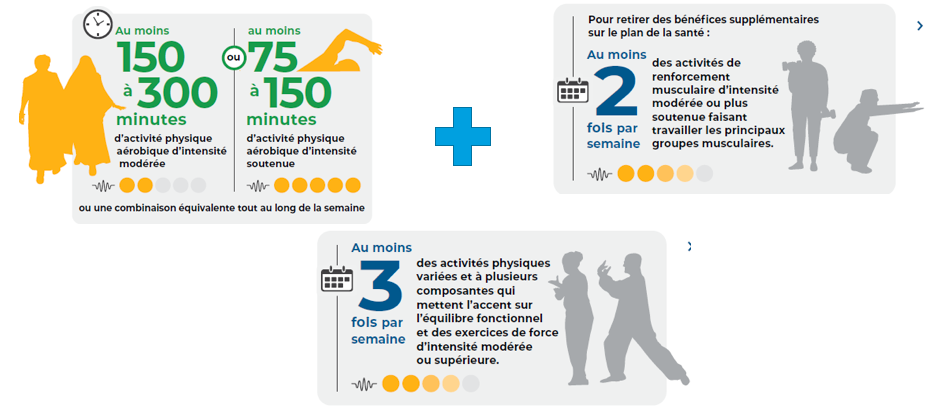 Au moins
150
à 300
minutes
d'activité physique
aérobique d'intensité
modérée
ou
au moins
75
à 150
minutes
d'activité physique
aérobique d'intensité
soutenue
ou une combinaison équivalente tout au long de la semaine
Pour retirer des bénéfices supplémentaires
sur le plan de la santé :
Au moins
2
fois par
semaine
des activités de
renforcement
musculaire d'intensité
modérée ou plus
soutenue faisant
travailler les principaux
groupes musculaires.
Au moins
3
fois par
semaine
des activités physiques
variées et à plusieurs
composantes qui
mettent l'accent sur
l'équilibre fonctionnel
et des exercices de force
d'intensité modérée
ou supérieure.